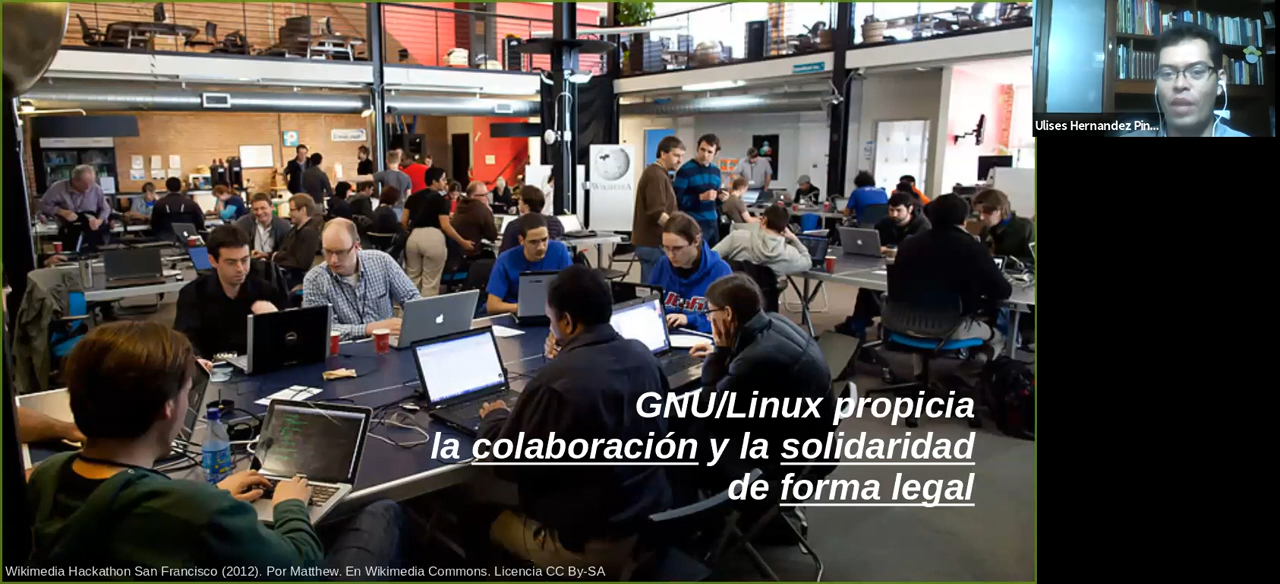 WIKIMEDIA
Ulises Hernandez Pin...
GNU/Linux propicia
la colaboración y la solidaridad
de forma legal
Wikimedia Hackathon San Francisco (2012). Por Matthew. En Wikimedia Commons. Licencia CC By-SA